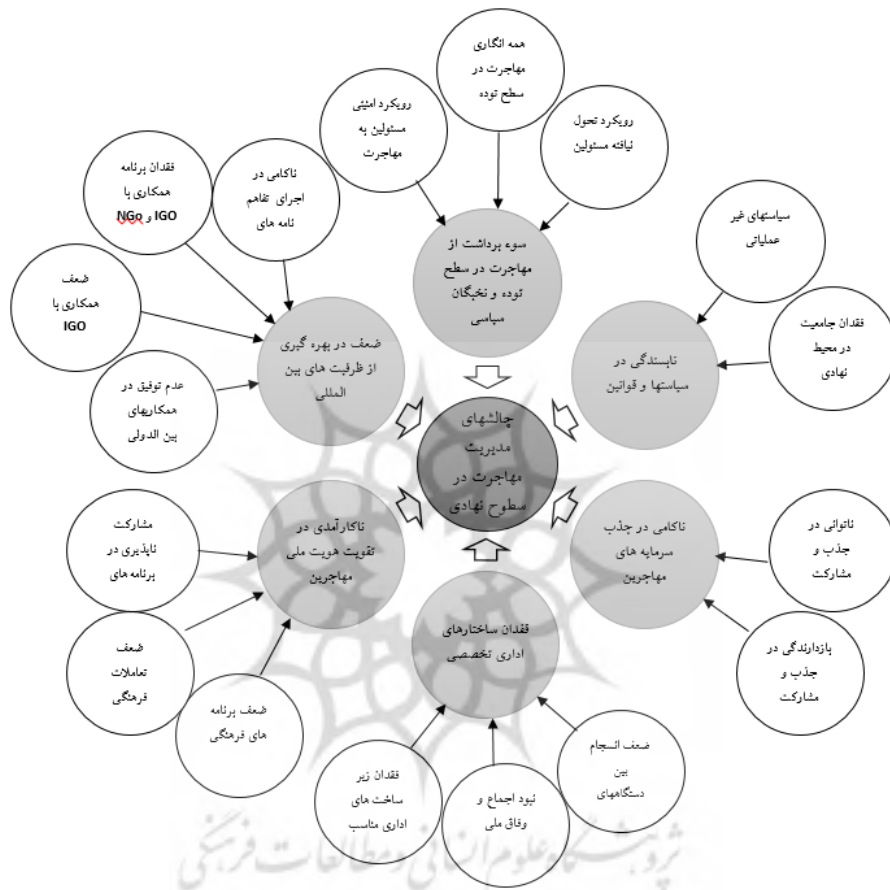 همه انگاری
مهاجرت در
سطح توده
رویکرد امنیتی
مسئولین به
مهاجرت
رویکرد تحول
نیافته مسئولین
سوء برداشت از
مهاجرت در سطح
توده و نخبگان
سیاسی
سیاستهای غیر
عملیاتی
فقدان جامعیت
در محیط
نهادی
نابسندگی در
سیاستها و قوانین
ناتوانی در
جذب و
مشارکت
بازدارندگی در
جذب و
مشارکت
ناکامی در جذب
سرمایه های
مهاجرین
ضعف انسجام
بین
دستگاههای
نبود اجماع و
وفاق ملی
فقدان زیر
ساخت های
اداری مناسب
فقدان ساختارهای
اداری تخصصی
ضعف برنامه
های فرهنگی
ضعف
تعاملات
فرهنگی
مشارکت
ناپذیری در
برنامه های
ناکارآمدی در
تقویت هویت ملی
مهاجرین
عدم توفیق در
همکاریهای
بین الدولی
ضعف
همکاری با
IGO
فقدان برنامه
همکاری با
IGO و NGo
ناکامی در
اجرای تفاهم
نامه های
ضعف در بهره گیری
از ظرفیت های بین
المللی
چالشهای
مدیریت
مهاجرت در
سطوح نهادی
پژوهشگاه علوم انسانی و مطالعات فرهنگی